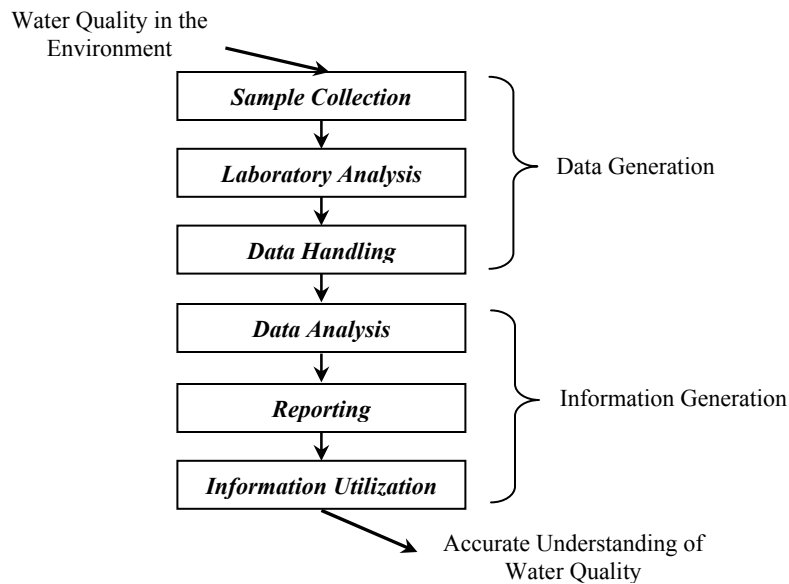 Water Quality in the
Environment
Sample Collection
Laboratory Analysis
Data Generation
Data Handling
Data Analysis
Information Generation
Reporting
Information Utilization
Accurate Understanding of
Water Quality